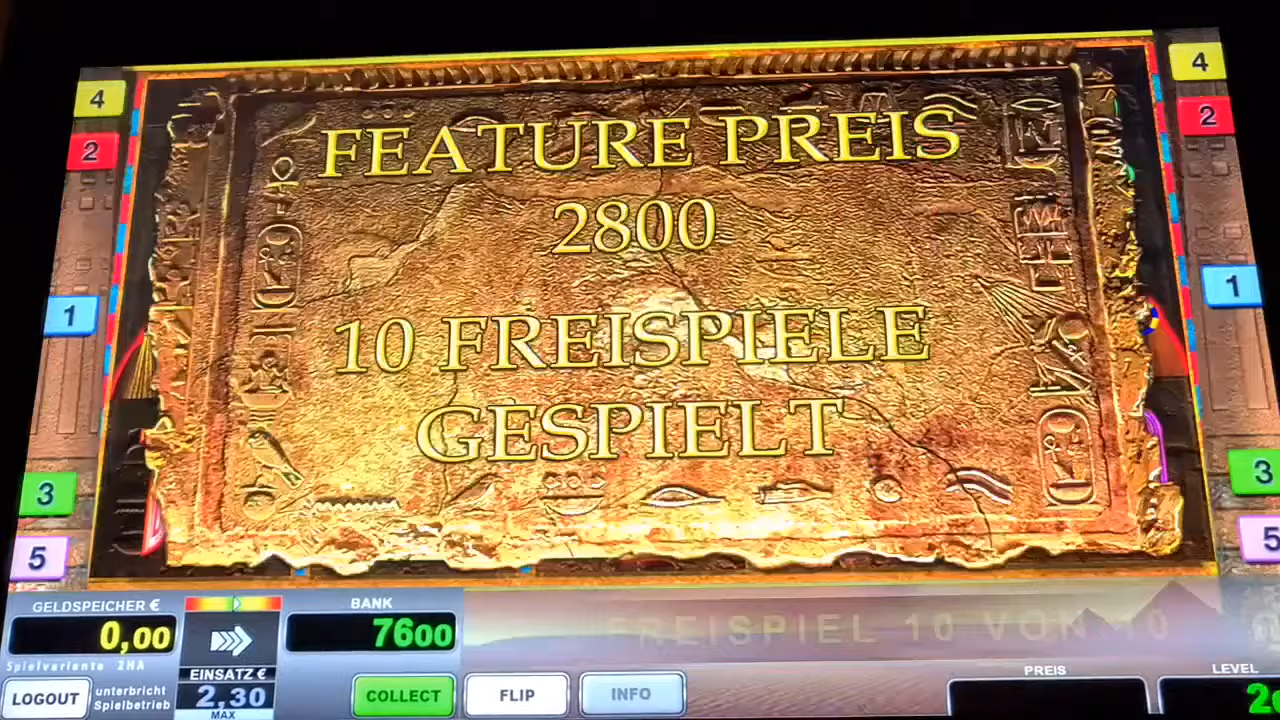 FEATURE PREIS
2800
10 FREISPIELE
GESPIELT
4
2
1
3
5
4
2
1
3
5
GELDSPEICHER €
0,00
Spielvariante 2HA
LOGOUT
unterbricht
Spielbetrieb
EINSATZ €
2,30
MAX
BANK
7600
COLLECT
FLIP
INFO
FREISPIEL 10 VON 10
PREIS
LEVEL